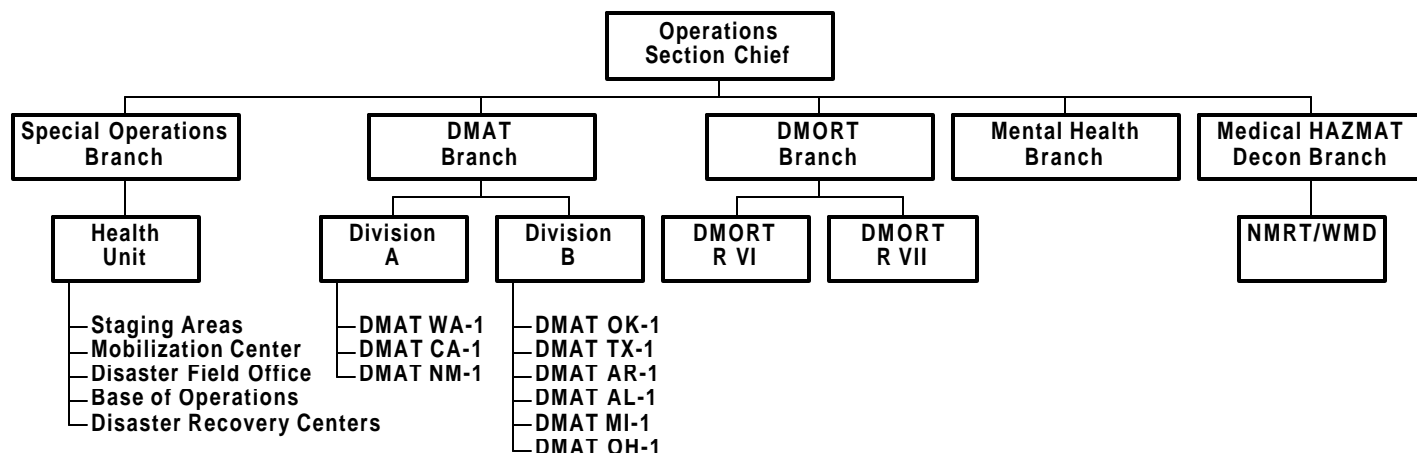 Operations
Section Chief
Special Operations
Branch
DMAT
Branch
DMORT
Branch
Mental Health
Branch
Medical HAZMAT
Decon Branch
Health
Unit
Division
A
Division
B
DMORT
R VI
DMORT
R VII
NMRT/WMD
Staging Areas
Mobilization Center
Disaster Field Office
Base of Operations
Disaster Recovery Centers
DMAT WA-1
DMAT CA-1
DMAT NM-1
DMAT OK-1
DMAT TX-1
DMAT AR-1
DMAT AL-1
DMAT MI-1
DMAT OH-1